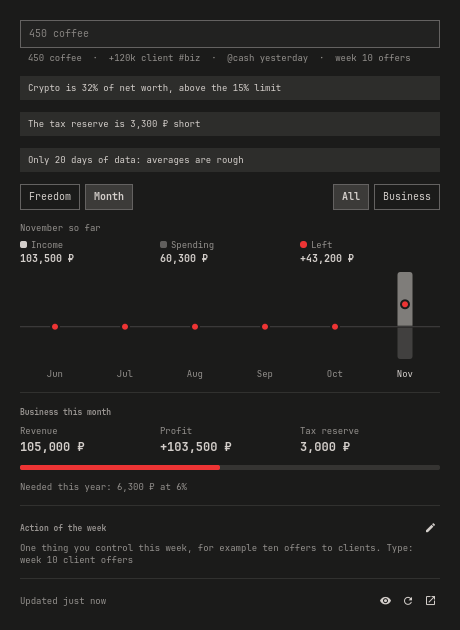 450 coffee
450 coffee · +120k client #biz · @cash yesterday · week 10 offers
Crypto is 32% of net worth, above the 15% limit
The tax reserve is 3,300 ₽ short
Only 20 days of data: averages are rough
Freedom Month All Business
November so far
Income Spending Left
103,500 ₽ 60,300 ₽ +43,200 ₽
Jun Jul Aug Sep Oct Nov
Business this month
Revenue Profit Tax reserve
105,000 ₽ +103,500 ₽ 3,000 ₽
Needed this year: 6,300 ₽ at 6%
Action of the week
One thing you control this week, for example ten offers to clients. Type:
week 10 client offers
Updated just now